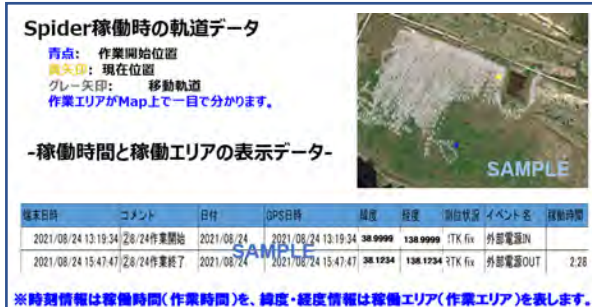 Spider稼働時の軌道データ
青点: 作業開始位置
黄矢印: 現在位置
グレー矢印: 移動軌道
作業エリアがMap上で一目で分かります。
-稼働時間と稼働エリアの表示データ-
SAMPLE
端末日時 コメント 日付 GPS日時 緯度 経度 測位状況 イベント名 稼働時間
2021/08/24 13:19:34 ②8/24作業開始 2021/08/24 2021/08/24 13:19:34 38.9999 138.9999 RTK fix 外部電源IN
SAMPLE
2021/08/24 15:47:47 ②8/24作業終了 2021/08/24 2021/08/24 15:47:47 38.1234 138.1234 RTK fix 外部電源OUT 2:28
※時刻情報は稼働時間(作業時間)を、緯度・経度情報は稼働エリア(作業エリア)を表します。